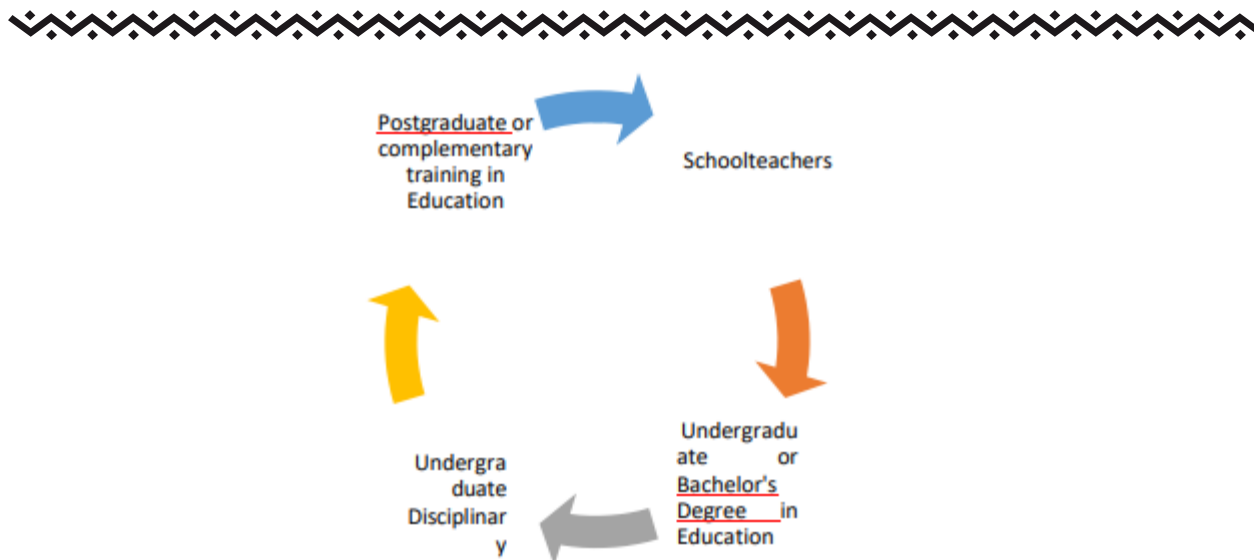 Postgraduate or
complementary
training in
Education
Schoolteachers
Undergradu
ate or
Bachelor's
Degree in
Education
Undergra
duate
Disciplinar
y